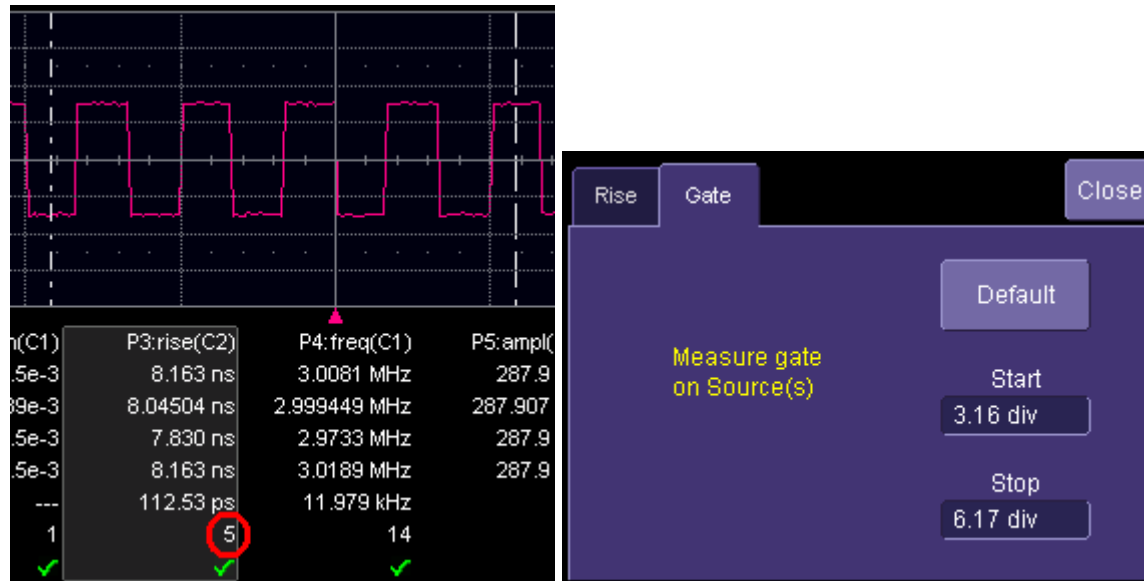 n(C1) P3:rise(C2) P4:freq(C1) P5:ampl(
.5e-3 8.163 ns 3.0081 MHz 287.9
39e-3 8.04504 ns 2.999449 MHz 287.907
.5e-3 7.830 ns 2.9733 MHz 287.9
.5e-3 8.163 ns 3.0189 MHz 287.9
--- 112.53 ps 11.979 kHz
1 5 14
Rise Gate Close
Default
Measure gate
on Source(s)
Start
3.16 div
Stop
6.17 div